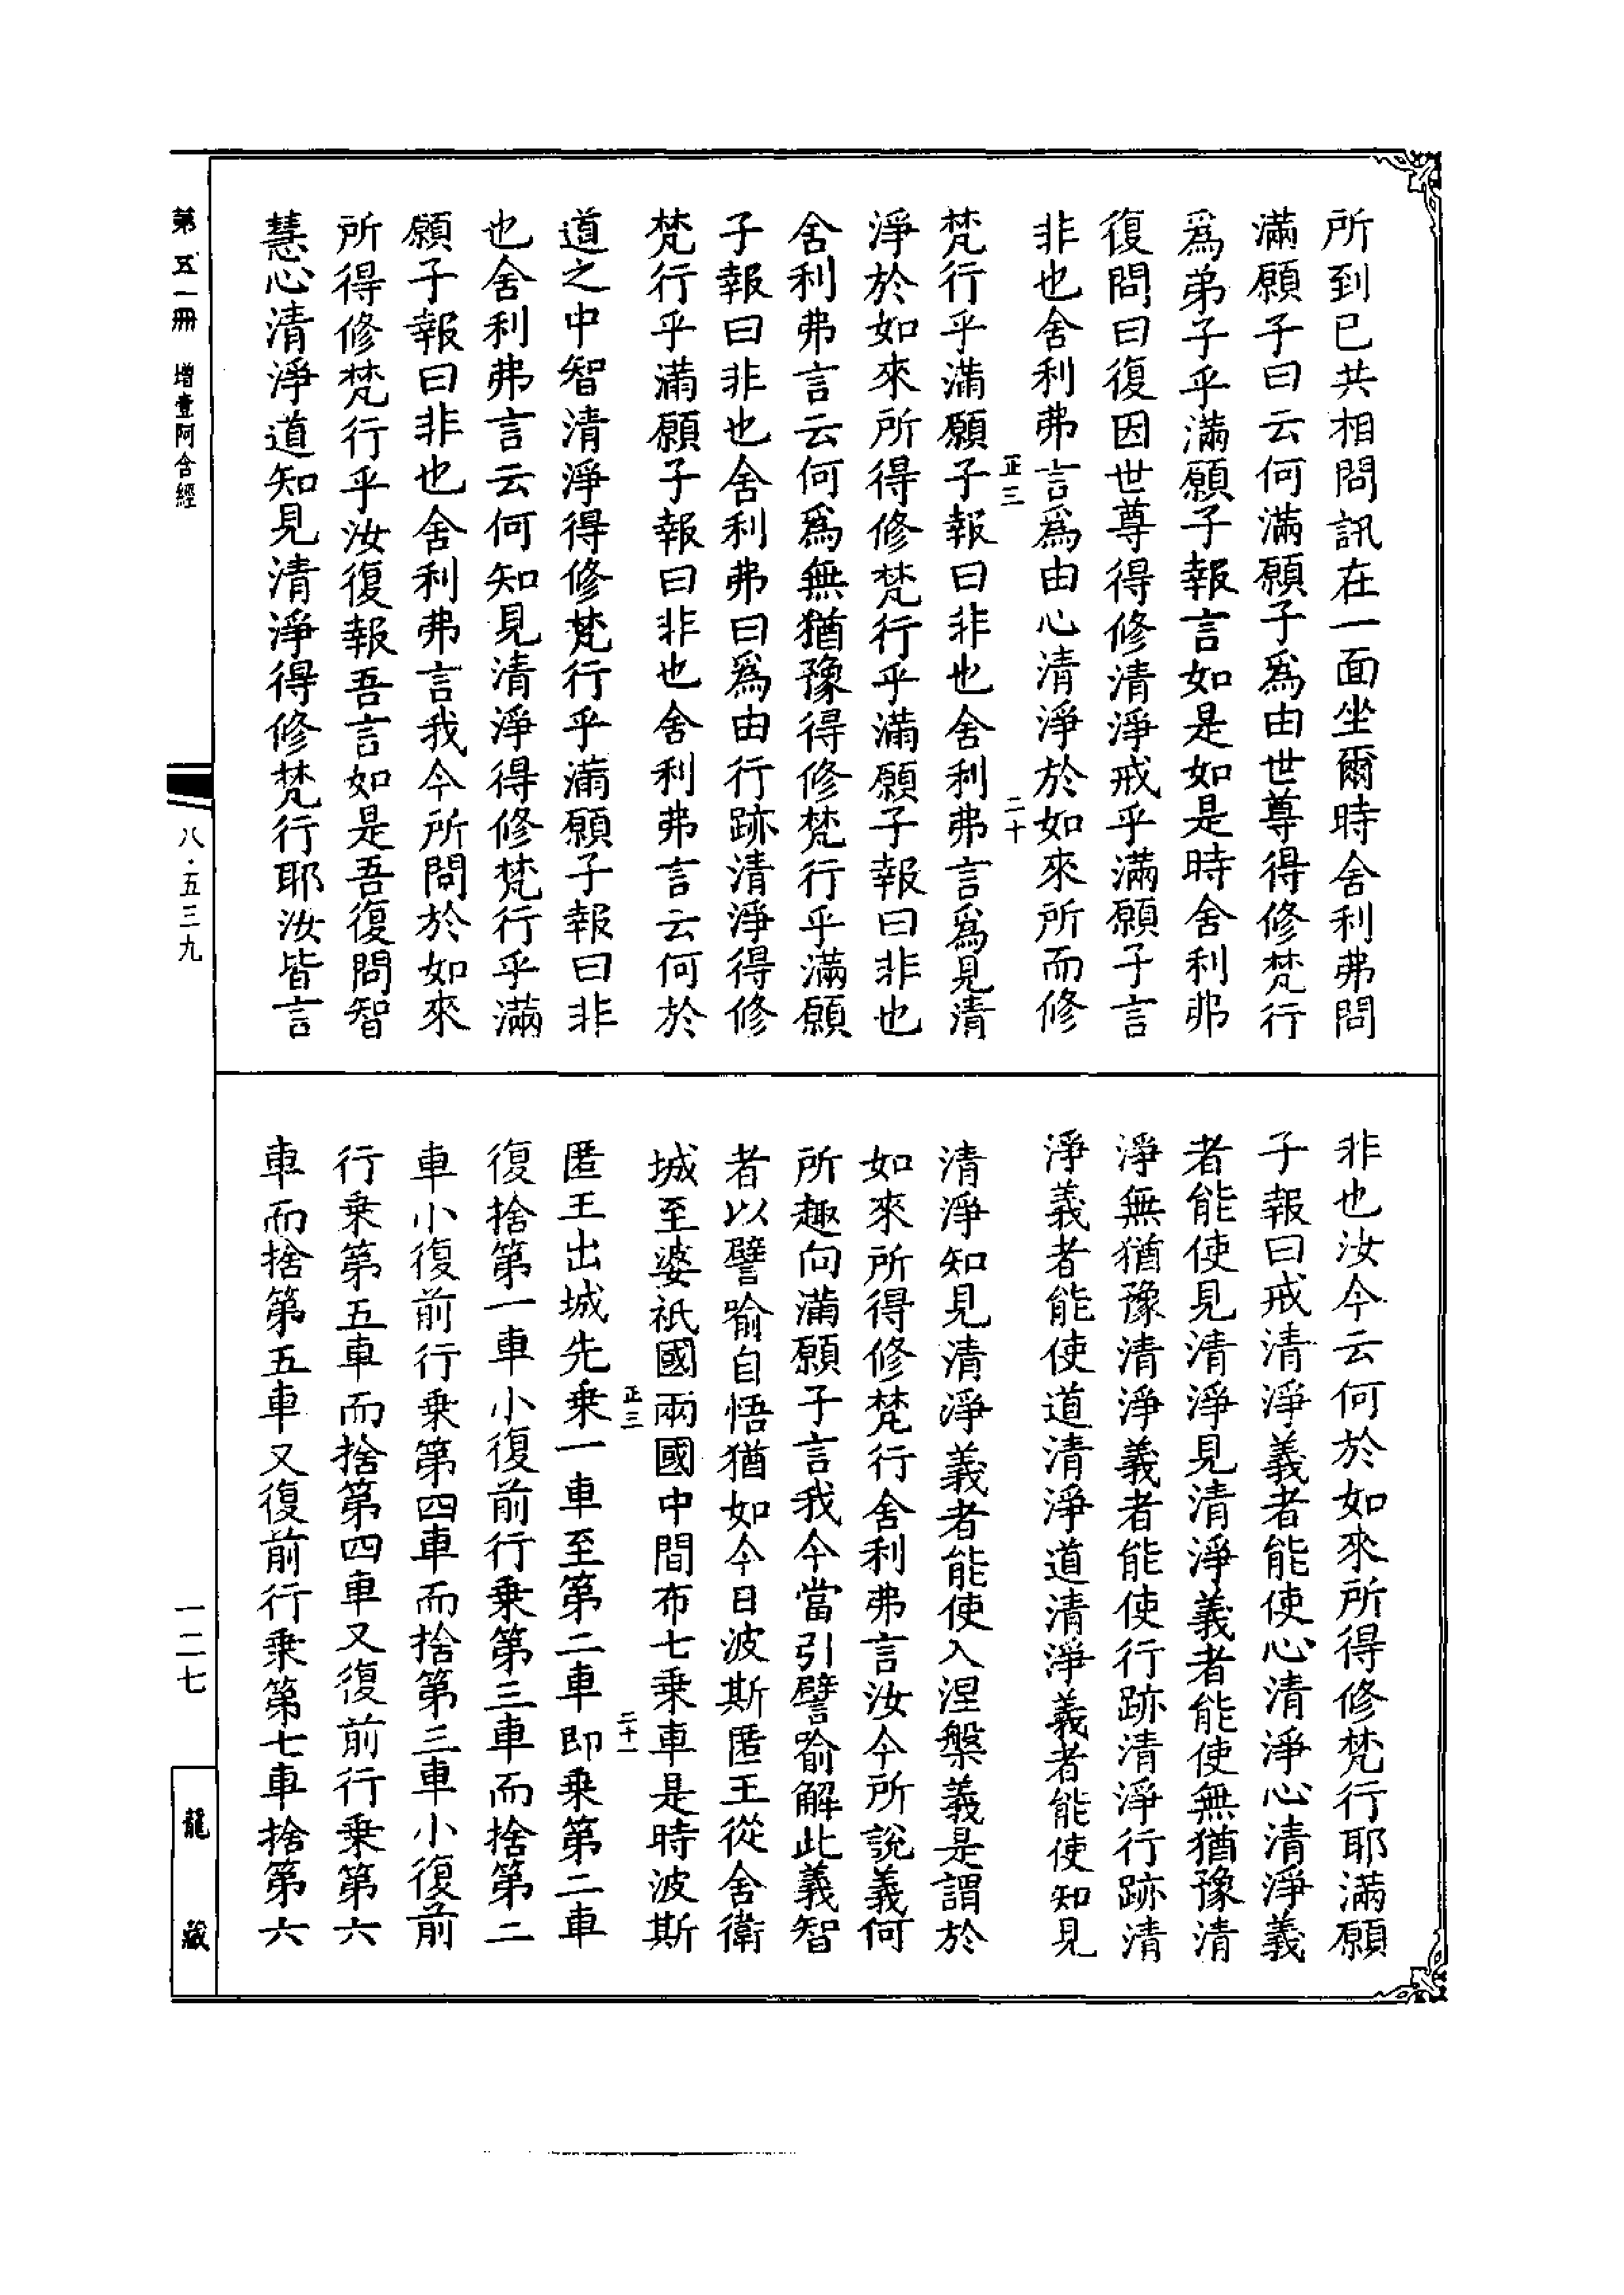 所到已共相問訊在一面坐爾時舍利弗問
滿願子曰云何滿願子爲由世尊得修梵行
爲弟子乎滿願子報言如是如是時舍利弗
復問曰復因世尊得修清淨戒乎滿願子言
非也舍利弗言爲由心清淨於如來所而修
正三
二十
梵行乎滿願子報曰非也舍利弗言爲見清
淨於如來所得修梵行乎滿願子報曰非也
舍利弗言云何爲無猶豫得修梵行乎滿願
子報曰非也舍利弗曰爲由行跡清淨得修
梵行乎滿願子報曰非也舍利弗言云何於
道之中智清淨得修梵行乎滿願子報曰非
也舍利弗言云何知見清淨得修梵行乎滿
願子報曰非也舍利弗言我今所問於如來
所得修梵行乎汝復報吾言如是吾復問智
慧心清淨道知見清淨得修梵行耶汝皆言
非也汝今云何於如來所得修梵行耶滿願
子報曰戒清淨義者能使心清淨心清淨義
者能使見清淨見清淨義者能使無猶豫清
淨無猶豫清淨義者能使行跡清淨行跡清
淨義者能使道清淨道清淨義者能使知見
清淨知見清淨義者能使入涅槃義是謂於
如來所得修梵行舍利弗言汝今所說義何
所趣向滿願子言我今當引譬喻解此義智
者以譬喻自悟猶如今日波斯匿王從舍衛
城至婆祇國兩國中間布七乘車是時波斯
正三
二十一
匿王出城先乘一車至第二車即乘第二車
復捨第一車小復前行乘第三車而捨第二
車小復前行乘第四車而捨第三車小復前
行乘第五車而捨第四車又復前行乘第六
車而捨第五車又復前行乘第七車捨第六
第五一冊 增壹阿含經
八·五三九
一二七
龍藏